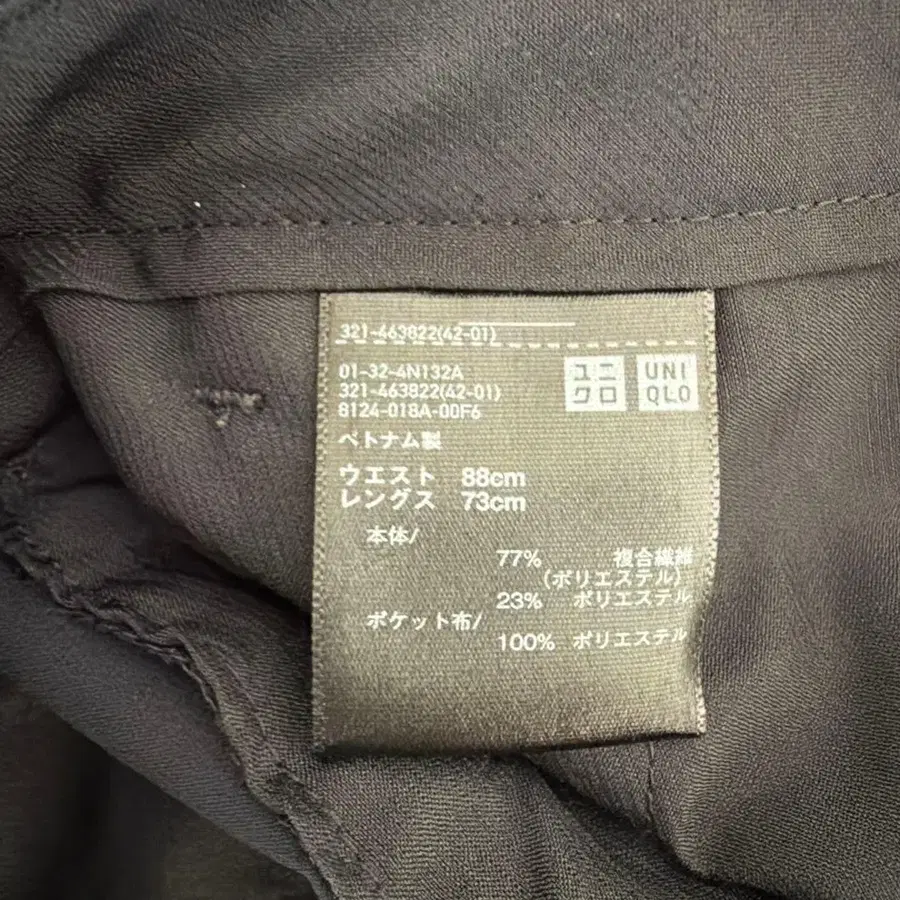 321-463822(42-01)
01-32-4N132A
321-463822(42-01)
8124-018A-00F6
ユニ
クロ
UNI
QLO
ベトナム製
ウエスト 88cm
レングス 73cm
本体/
77% 複合繊維
(ポリエステル)
23% ポリエステル
ポケット布/
100% ポリエステル